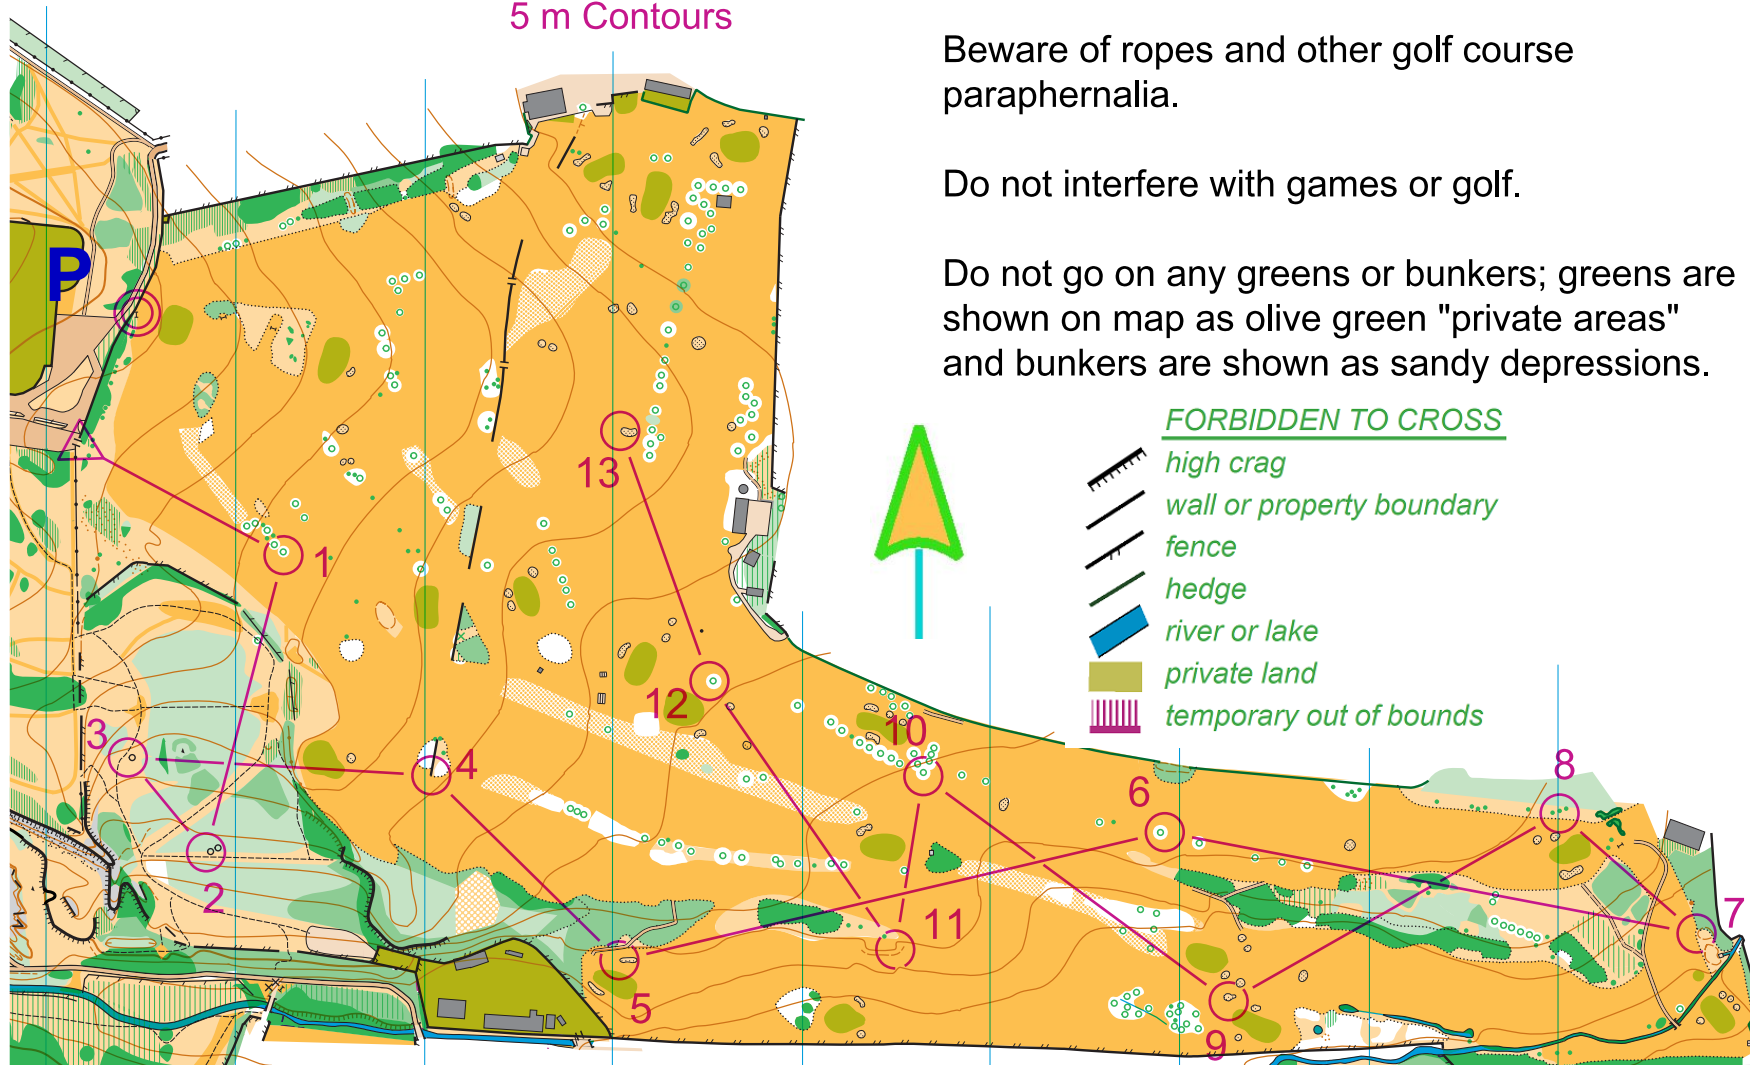 5 m Contours
Beware of ropes and other golf course
paraphernalia.
Do not interfere with games or golf.
Do not go on any greens or bunkers; greens are
shown on map as olive green "private areas"
and bunkers are shown as sandy depressions.
FORBIDDEN TO CROSS
high crag
wall or property boundary
fence
hedge
river or lake
private land
temporary out of bounds
P
13
1
12
3
10
4
8
6
2
11
7
5
9